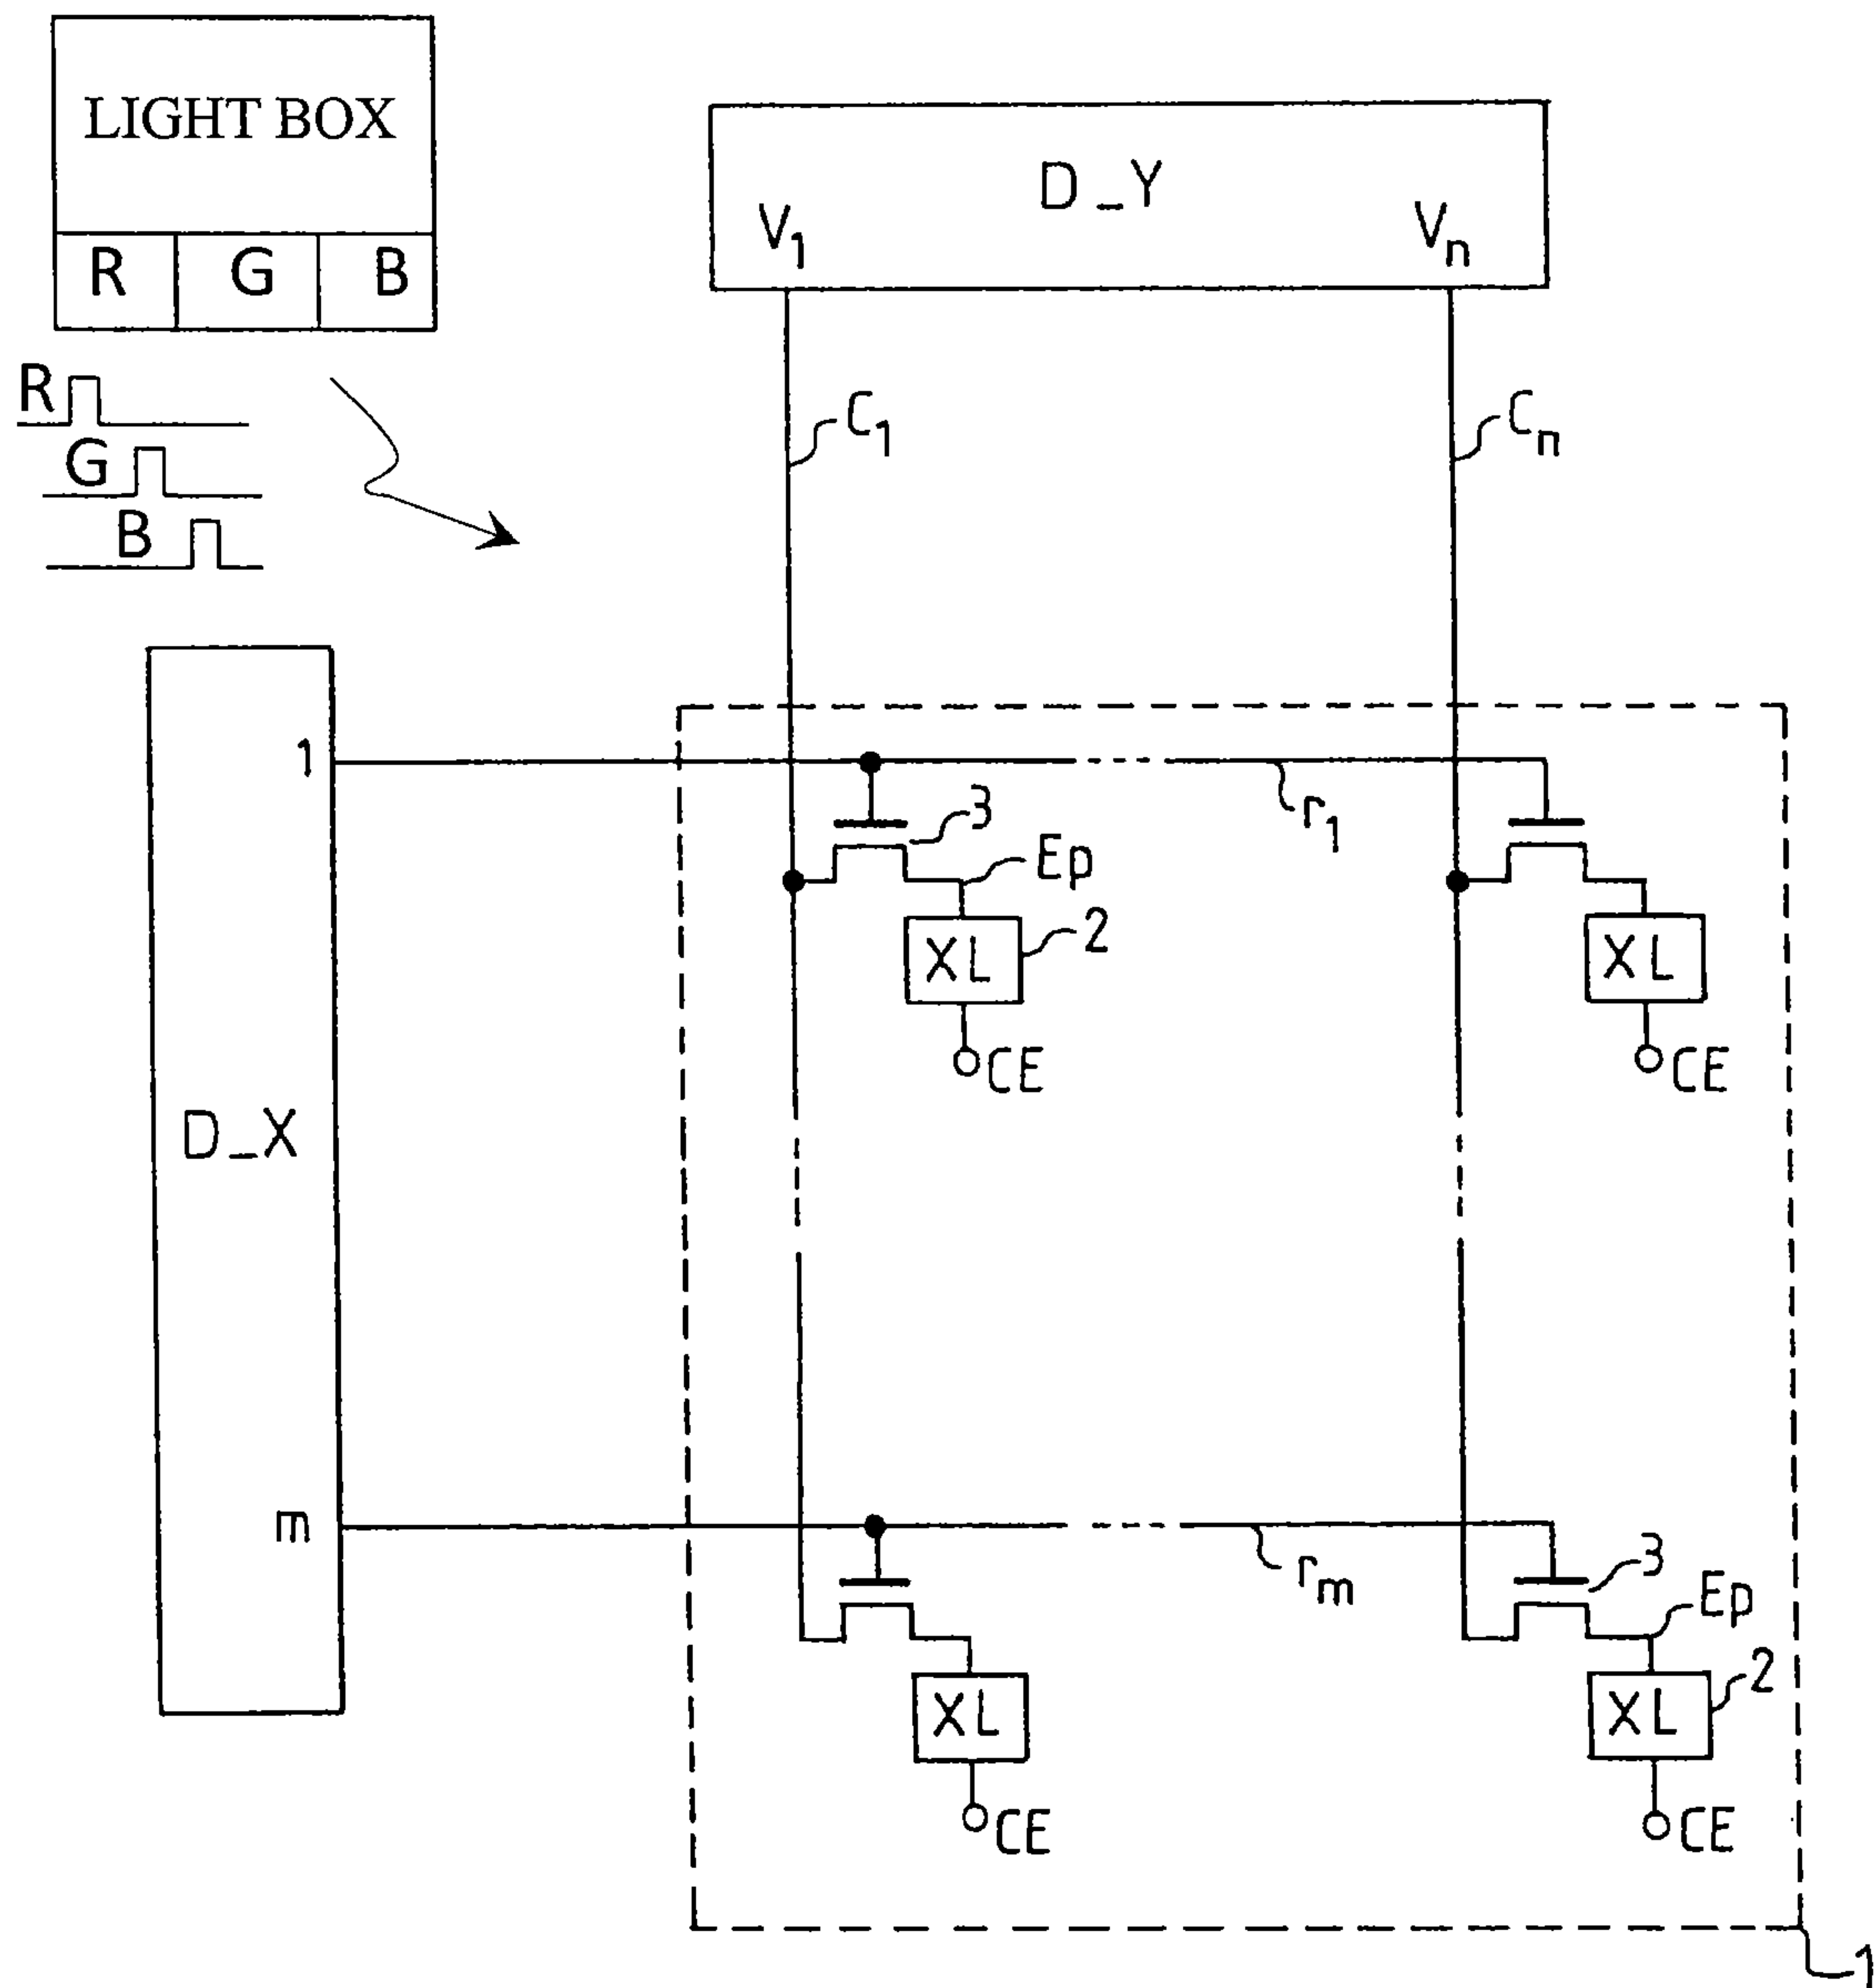 LIGHT BOX
R G B
D_Y
V1 Vn
R
G
B
C1 Cn
1
r1
3
Ep
2
XL XL
CE CE
D_X
m
rm
3
Ep
2
XL XL
CE CE
1